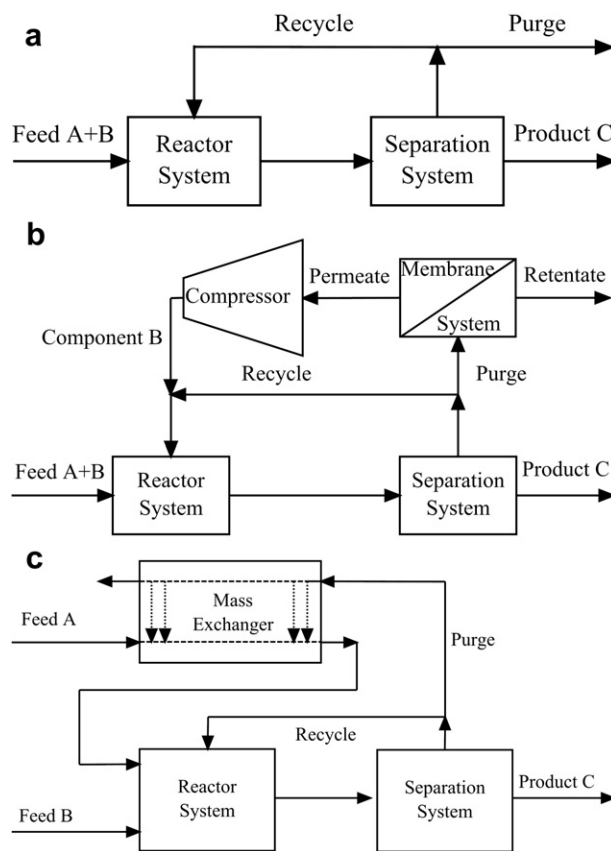 a
Recycle
Purge
Feed A+B
Reactor
System
Separation
System
Product C
b
Compressor
Permeate
Membrane
System
Retentate
Component B
Recycle
Purge
Feed A+B
Reactor
System
Separation
System
Product C
c
Feed A
Mass
Exchanger
Purge
Recycle
Reactor
System
Separation
System
Product C
Feed B